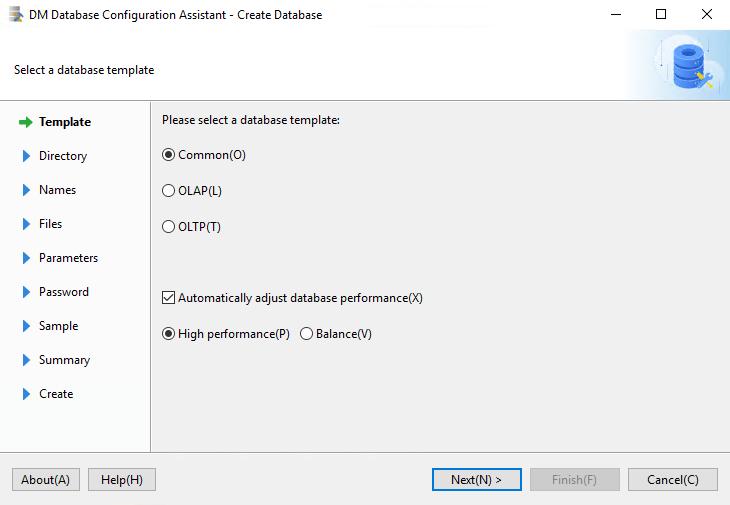 DM Database Configuration Assistant - Create Database
Select a database template
Template
Directory
Names
Files
Parameters
Password
Sample
Summary
Create
Please select a database template:
Common(O)
OLAP(L)
OLTP(T)
Automatically adjust database performance(X)
High performance(P) Balance(V)
About(A) Help(H) Next(N) > Finish(F) Cancel(C)